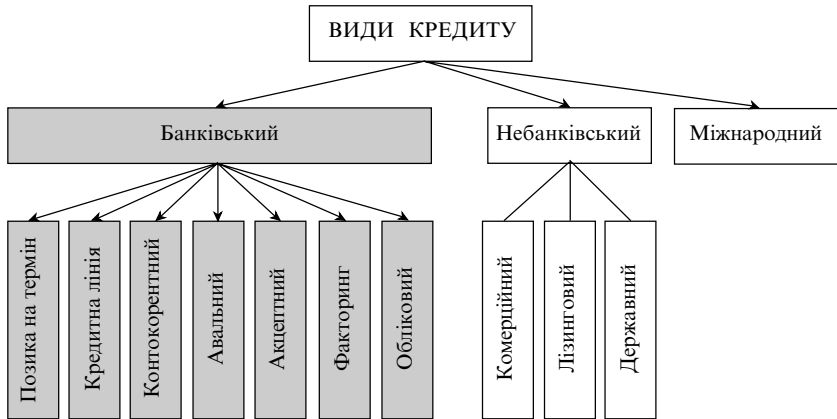 ВИДИ КРЕДИТУ
Банківський
Небанківський
Міжнародний
Позика на термін
Кредитна лінія
Контокорентний
Авальний
Акцептний
Факторинг
Обліковий
Комерційний
Лізинговий
Державний